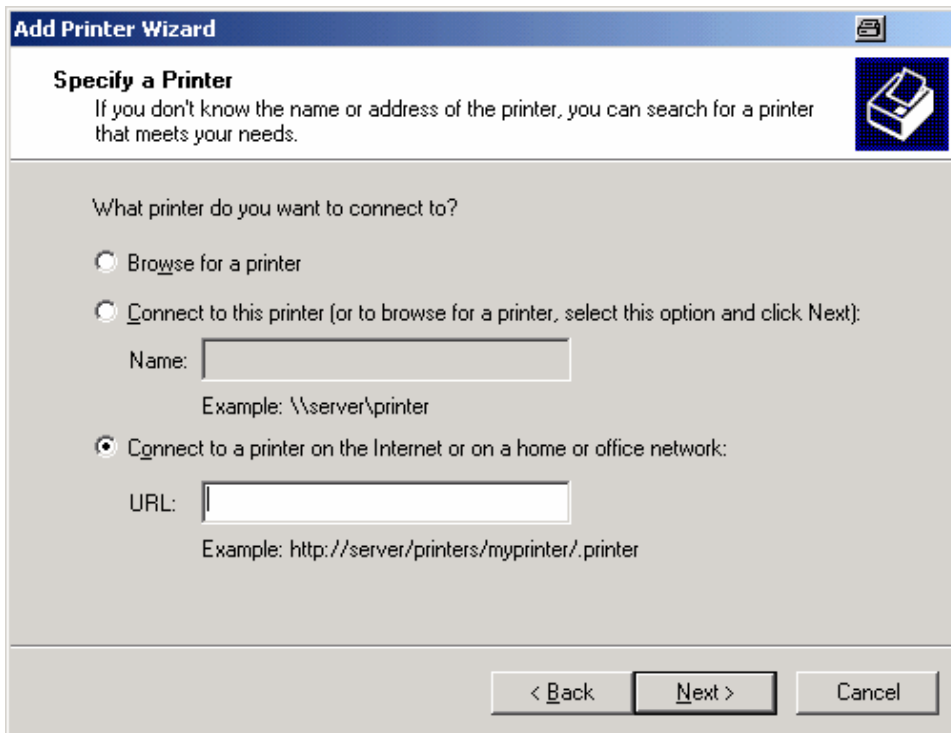 Add Printer Wizard
Specify a Printer
If you don't know the name or address of the printer, you can search for a printer
that meets your needs.
What printer do you want to connect to?
Browse for a printer
Connect to this printer (or to browse for a printer, select this option and click Next):
Name:
Example: \\server\printer
Connect to a printer on the Internet or on a home or office network:
URL:
Example: http://server/printers/myprinter/.printer
< Back Next > Cancel